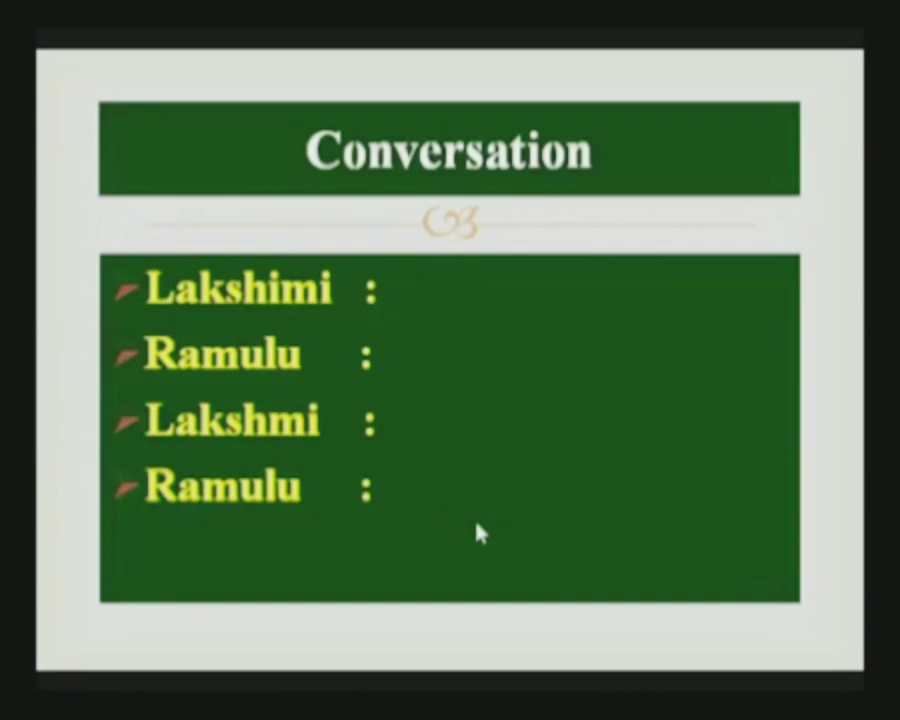 Conversation
Lakshimi :
Ramulu :
Lakshmi :
Ramulu :